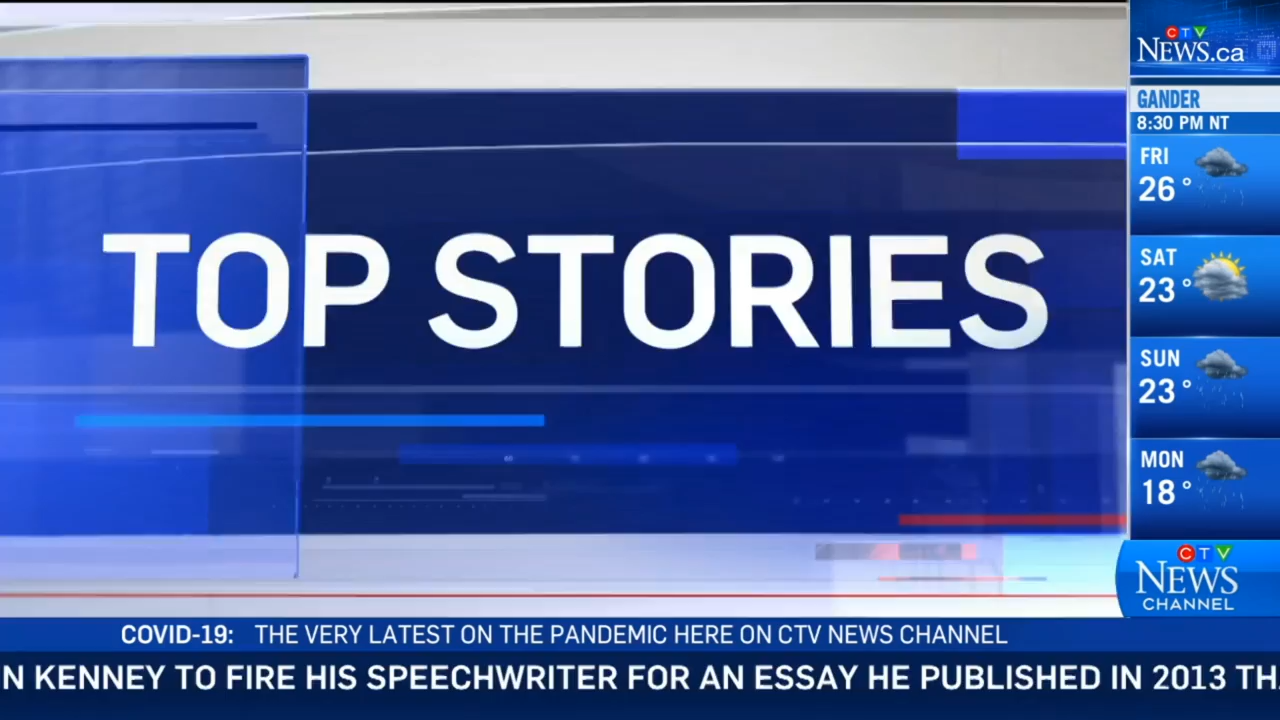 TOP STORIES
CTV
NEWS.ca
GANDER
8:30 PM NT
FRI
26°
SAT
23°
SUN
23°
MON
18°
CTV
NEWS
CHANNEL
COVID-19: THE VERY LATEST ON THE PANDEMIC HERE ON CTV NEWS CHANNEL
N KENNEY TO FIRE HIS SPEECHWRITER FOR AN ESSAY HE PUBLISHED IN 2013 TH